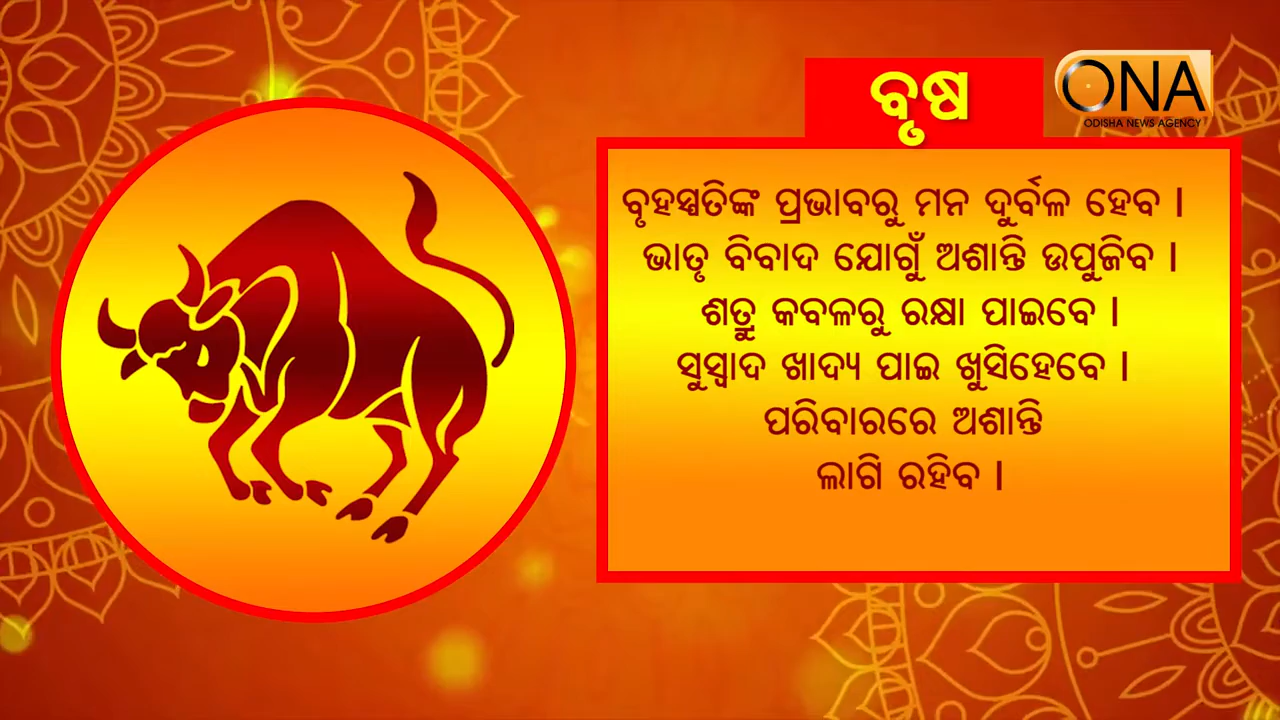 ବୃଷ
ONA
ODISHA NEWS AGENCY
ବୃହସ୍ପତିଙ୍କ ପ୍ରଭାବରୁ ମନ ଦୁର୍ବଳ ହେବ ।
ଭାତୃ ବିବାଦ ଯୋଗୁଁ ଅଶାନ୍ତି ଉପୁଜିବ ।
ଶତ୍ରୁ କବଳରୁ ରକ୍ଷା ପାଇବେ ।
ସୁସ୍ୱାଦ ଖାଦ୍ୟ ପାଇ ଖୁସିହେବେ ।
ପରିବାରରେ ଅଶାନ୍ତି
ଲାଗି ରହିବ ।